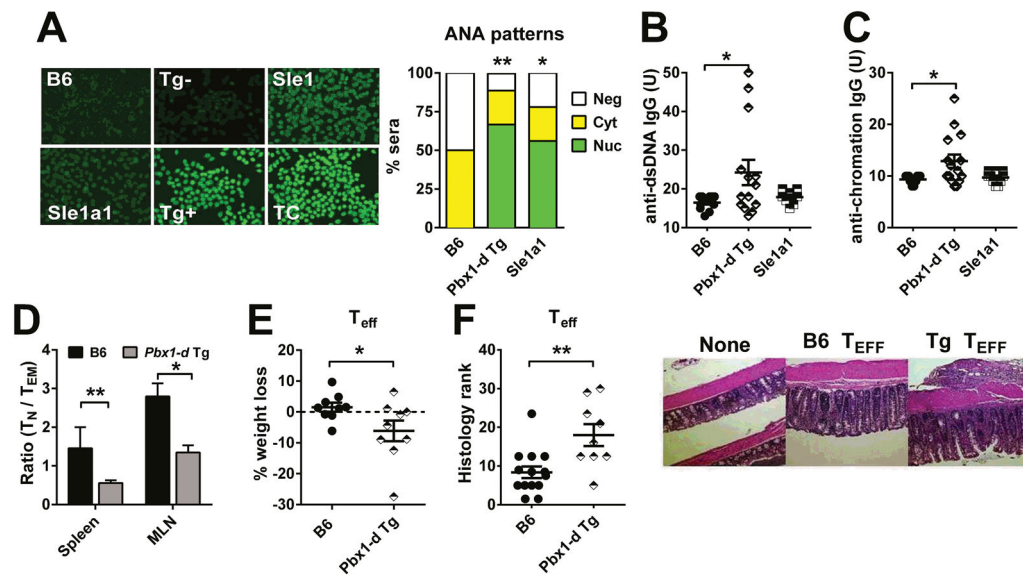 A
B6
Tg-
Sle1
Sle1a1
Tg+
TC
ANA patterns
**
*
100
75
50
25
0
% sera
Neg
Cyt
Nuc
B6
Pbx1-d Tg
Sle1a1
B
*
50
40
30
20
10
anti-dsDNA IgG (U)
B6
Pbx1-d Tg
Sle1a1
C
*
30
20
10
0
anti-chromation IgG (U)
B6
Pbx1-d Tg
Sle1a1
D
B6
Pbx1-d Tg
**
*
4
3
2
1
0
Ratio (TN / TEM)
Spleen
MLN
E
Teff
*
20
10
0
-10
-20
-30
% weight loss
B6
Pbx1-d Tg
F
Teff
**
40
30
20
10
0
Histology rank
B6
Pbx1-d Tg
None
B6 TEFF
Tg TEFF